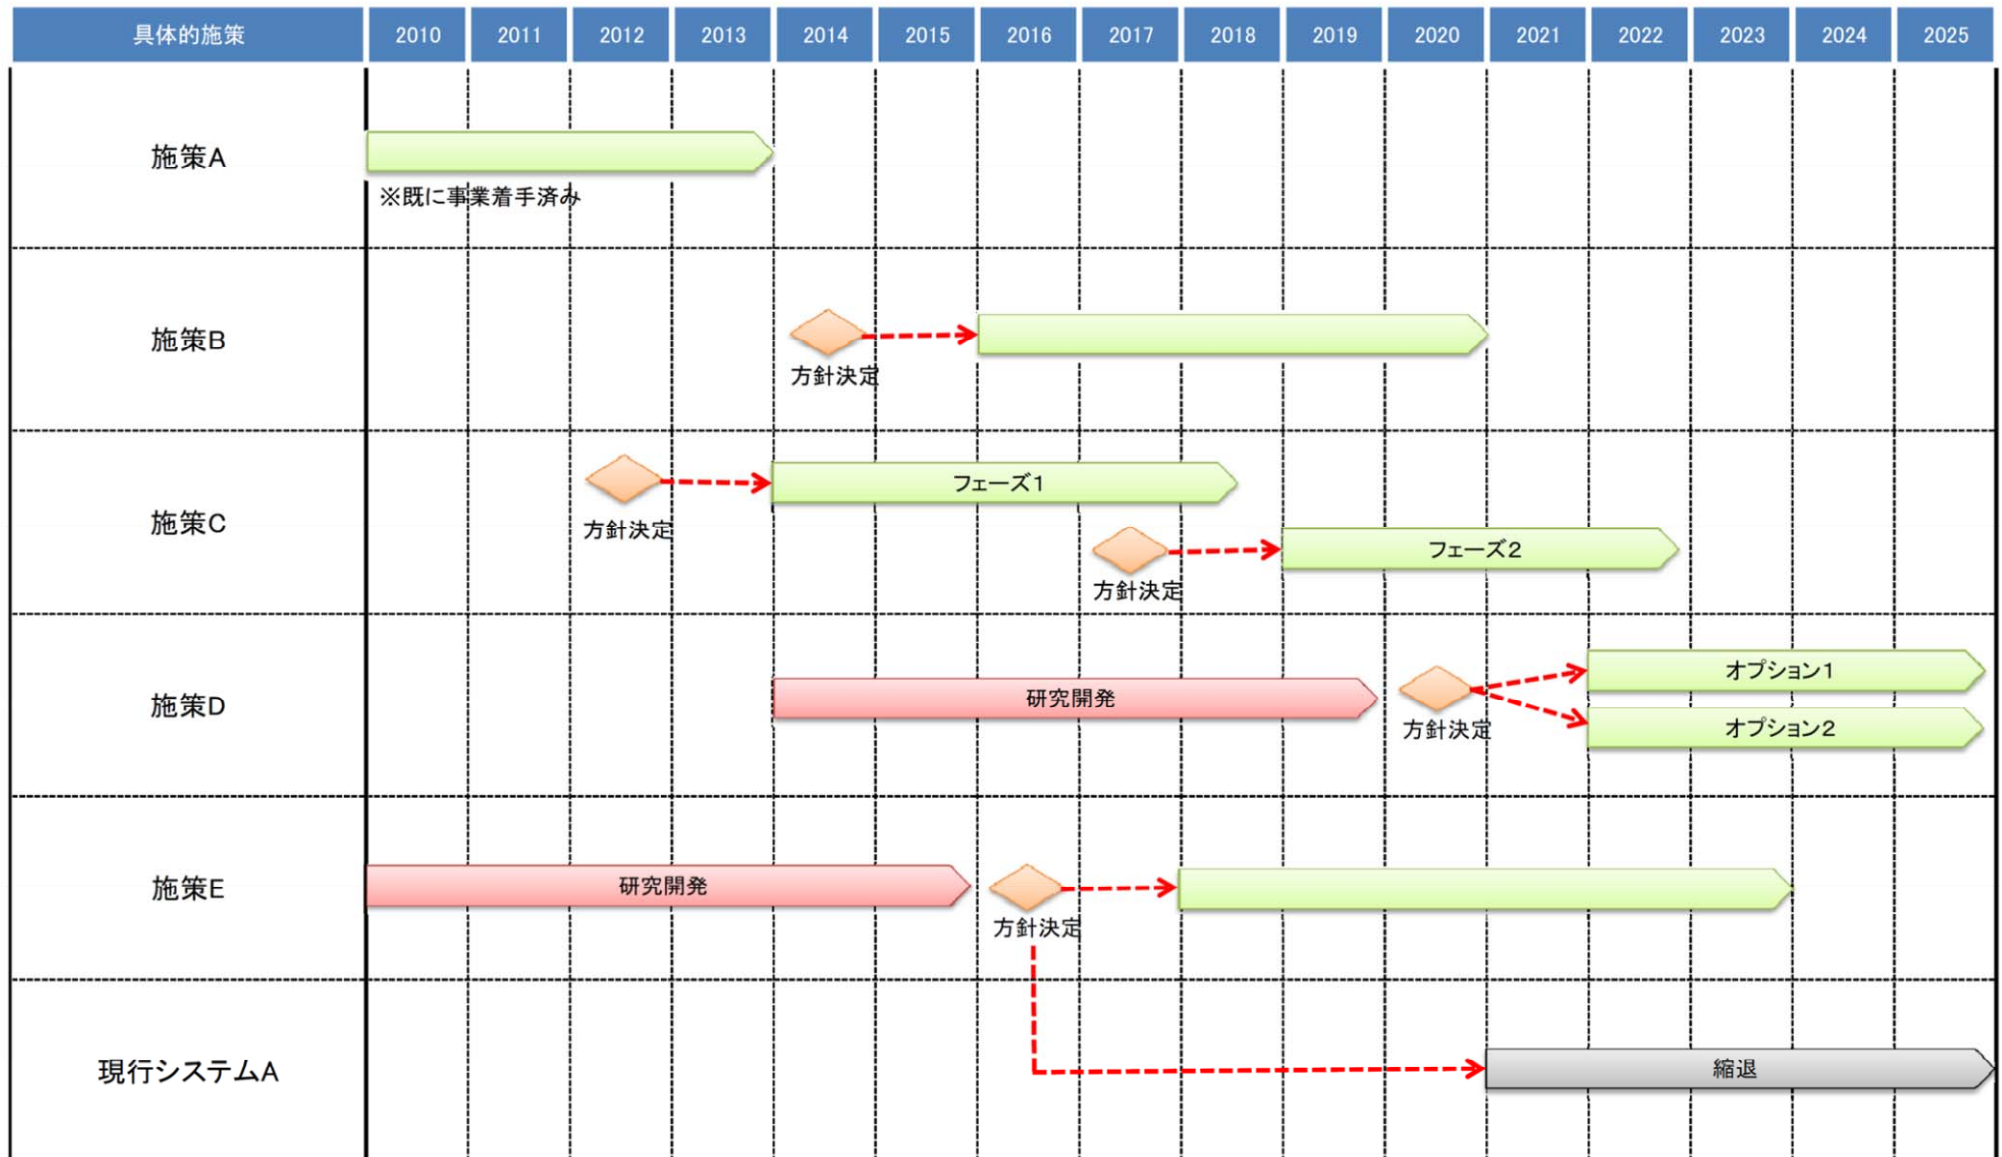 具体的施策 2010 2011 2012 2013 2014 2015 2016 2017 2018 2019 2020 2021 2022 2023 2024 2025
施策A
※既に事業着手済み
施策B
方針決定
施策C
フェーズ1
方針決定
フェーズ2
方針決定
施策D
研究開発
方針決定
オプション1
オプション2
施策E
研究開発
方針決定
現行システムA
縮退